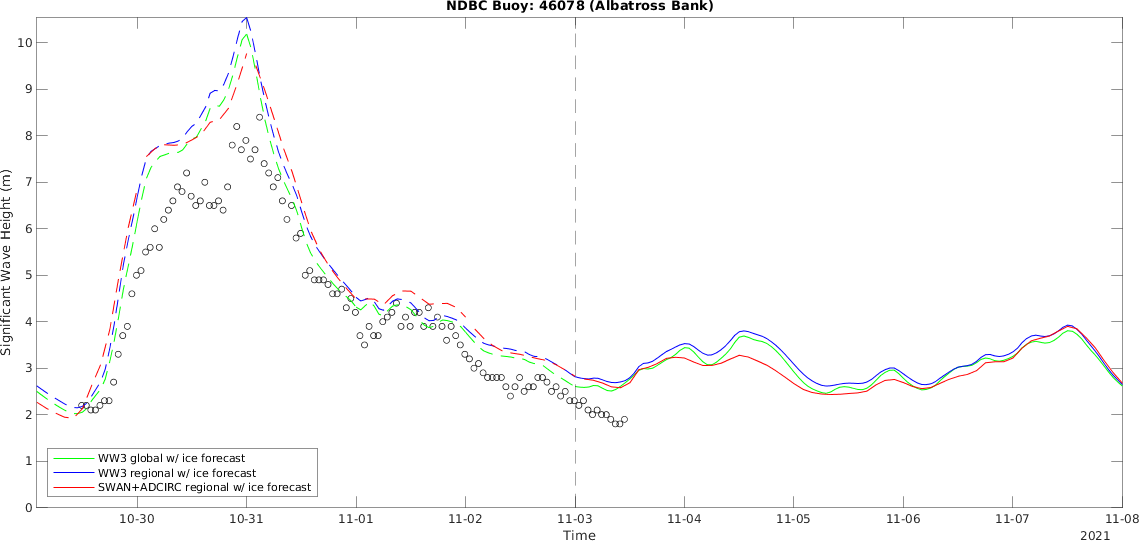 NDBC Buoy: 46078 (Albatross Bank)
Significant Wave Height (m)
10
9
8
7
6
5
4
3
2
1
0
WW3 global w/ ice forecast
WW3 regional w/ ice forecast
SWAN+ADCIRC regional w/ ice forecast
10-30 10-31 11-01 11-02 11-03 11-04 11-05 11-06 11-07 11-08
Time
2021